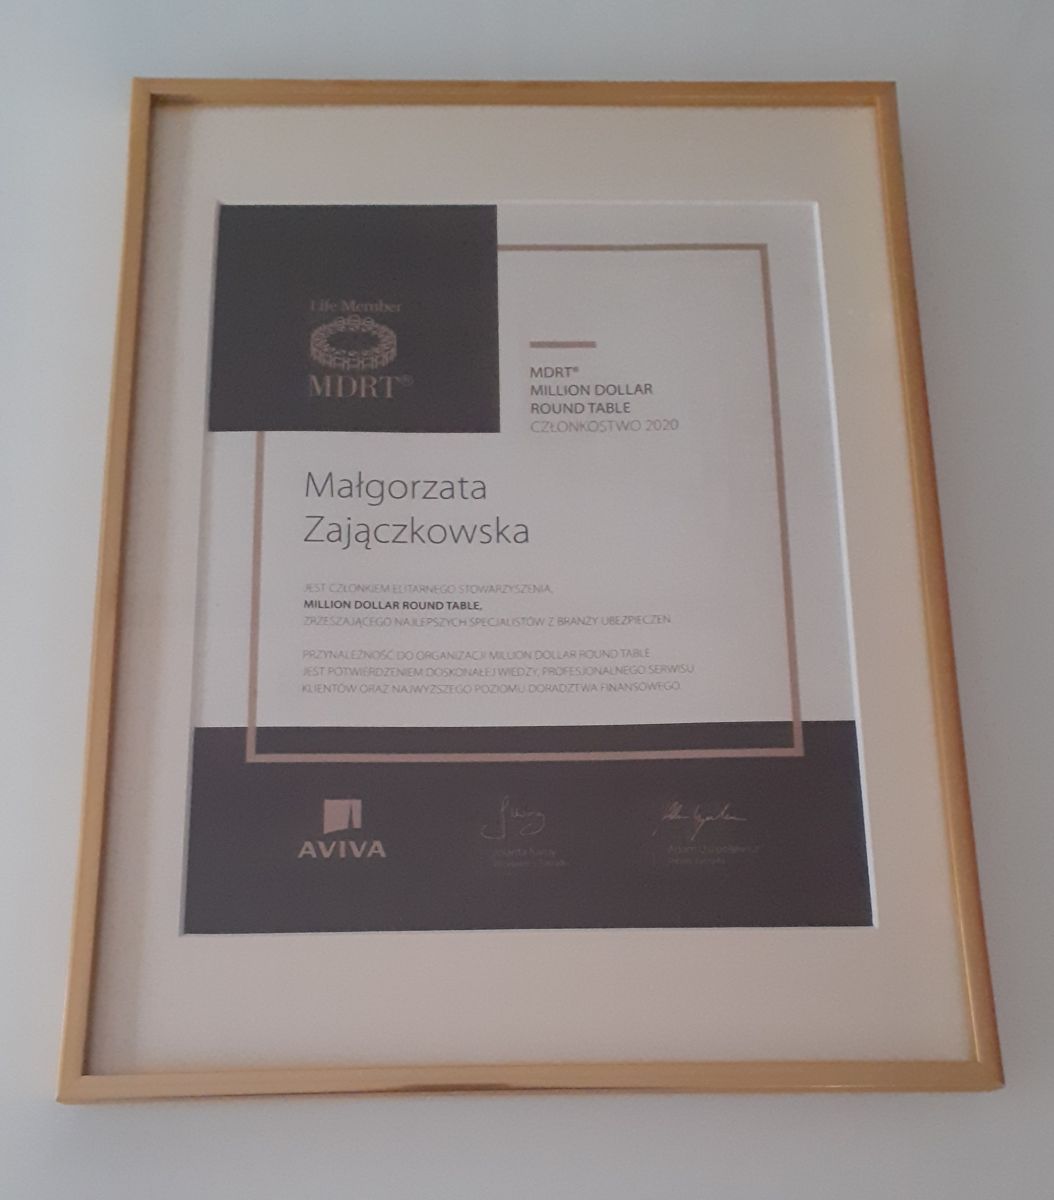 Life Member
MDRT®
MDRT®
MILLION DOLLAR
ROUND TABLE
CZŁONKOSTWO 2020
Małgorzata
Zajączkowska
JEST CZŁONKIEM ELITARNEGO STOWARZYSZENIA,
MILLION DOLLAR ROUND TABLE,
ZRZESZAJĄCEGO NAJLEPSZYCH SPECJALISTÓW Z BRANŻY UBEZPIECZEŃ.
PRZYNALEŻNOŚĆ DO ORGANIZACJI MILLION DOLLAR ROUND TABLE
JEST POTWIERDZENIEM DOSKONAŁEJ WIEDZY, PROFESJONALNEGO SERWISU
KLIENTÓW ORAZ NAJWYŻSZEGO POZIOMU DORADZTWA FINANSOWEGO.
AVIVA
Jolanta
Adam